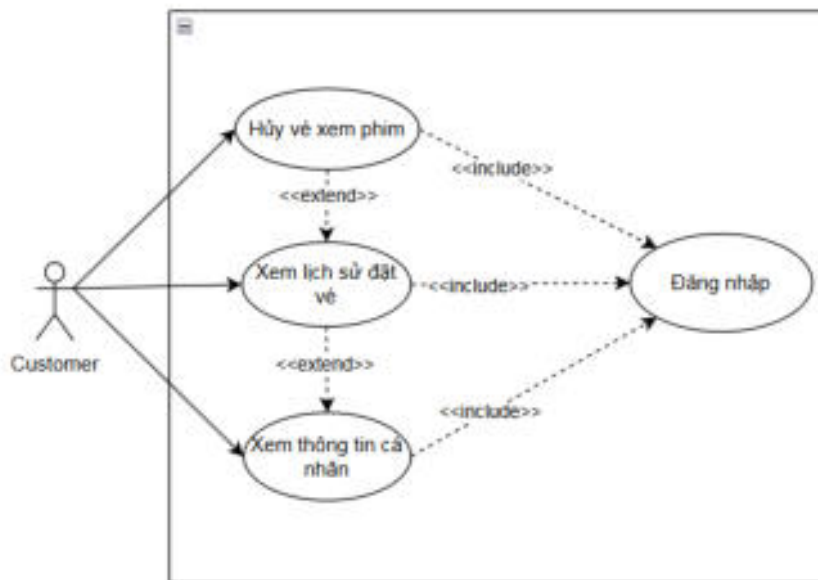 Hủy vé xem phim
<<include>>
<<extend>>
Xem lịch sử đặt
vé
<<include>>
Đăng nhập
Customer
<<extend>>
<<include>>
Xem thông tin cá
nhân